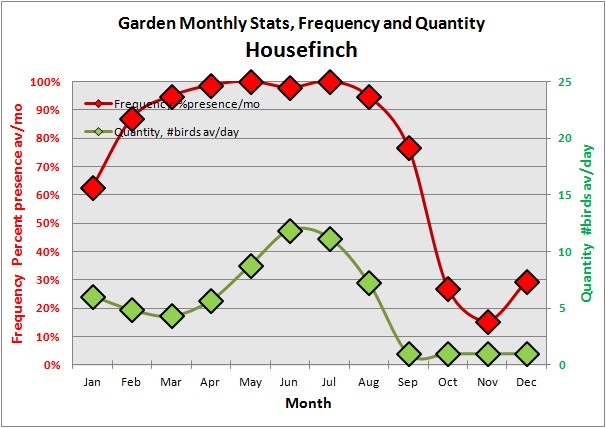 Garden Monthly Stats, Frequency and Quantity
Housefinch
Frequency Percent presence av/mo
100%
90%
80%
70%
60%
50%
40%
30%
20%
10%
0%
Frequency, %presence/mo
Quantity, #birds av/day
25
20
15
10
5
0
Quantity #birds av/day
Jan Feb Mar Apr May Jun Jul Aug Sep Oct Nov Dec
Month